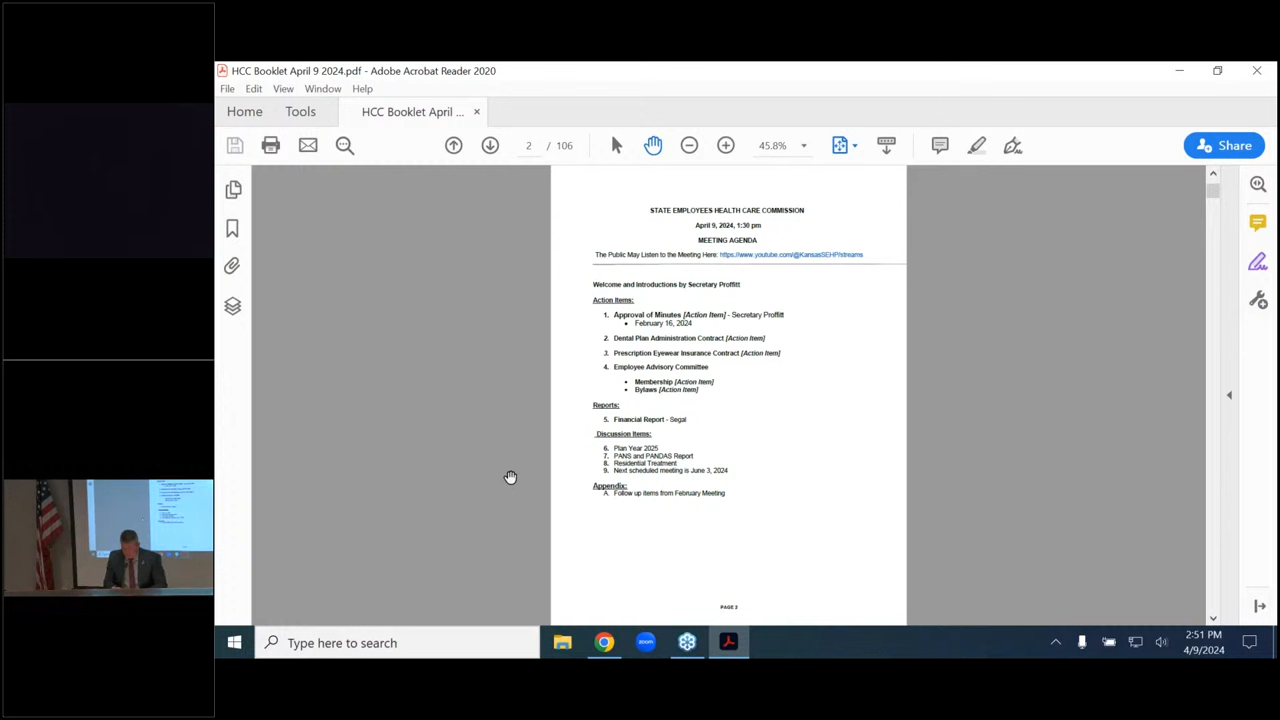 HCC Booklet April 9 2024.pdf - Adobe Acrobat Reader 2020
File Edit View Window Help
Home Tools HCC Booklet April ... ×
2 / 106 45.8% Share
STATE EMPLOYEES HEALTH CARE COMMISSION
April 9, 2024, 1:30 pm
MEETING AGENDA
The Public May Listen to the Meeting Here: https://www.youtube.com/@KansasSEHP/streams
Welcome and Introductions by Secretary Proffitt
Action Items:
1. Approval of Minutes [Action Item] - Secretary Proffitt
• February 16, 2024
2. Dental Plan Administration Contract [Action Item]
3. Prescription Eyewear Insurance Contract [Action Item]
4. Employee Advisory Committee
• Membership [Action Item]
• Bylaws [Action Item]
Reports:
5. Financial Report - Segal
Discussion Items:
6. Plan Year 2025
7. PANS and PANDAS Report
8. Residential Treatment
9. Next scheduled meeting is June 3, 2024
Appendix:
A. Follow up items from February Meeting
PAGE 2
Type here to search
zoom
2:51 PM
4/9/2024